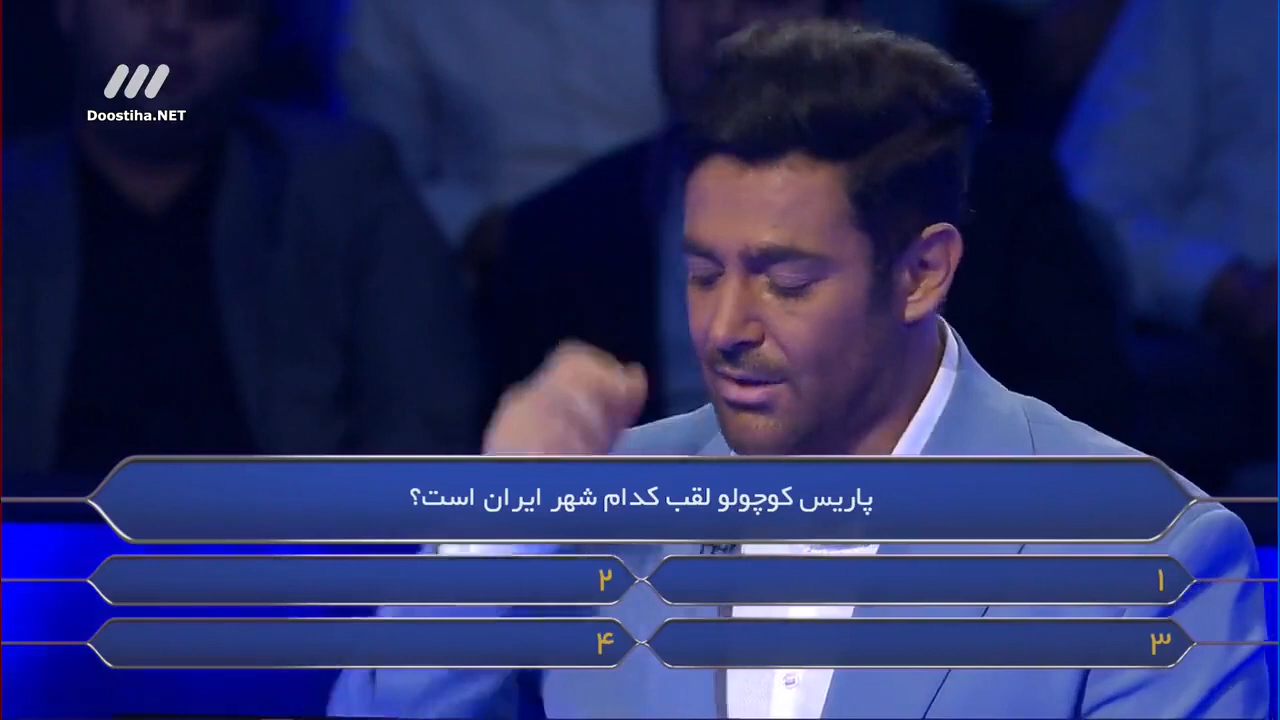 Doostiha.NET
پاریس کوچولو لقب کدام شهر ایران است؟
۱
۲
۳
۴